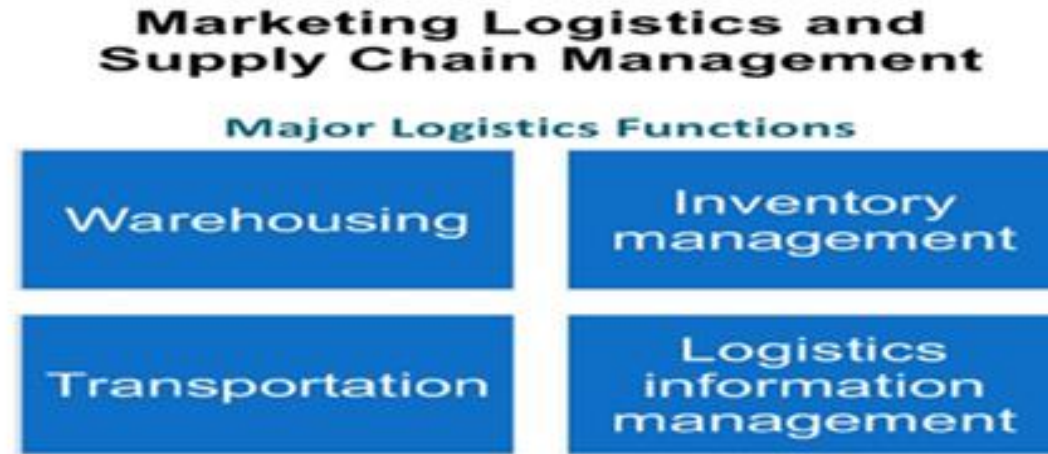 Marketing Logistics and
Supply Chain Management
Major Logistics Functions
Warehousing
Inventory
management
Transportation
Logistics
information
management